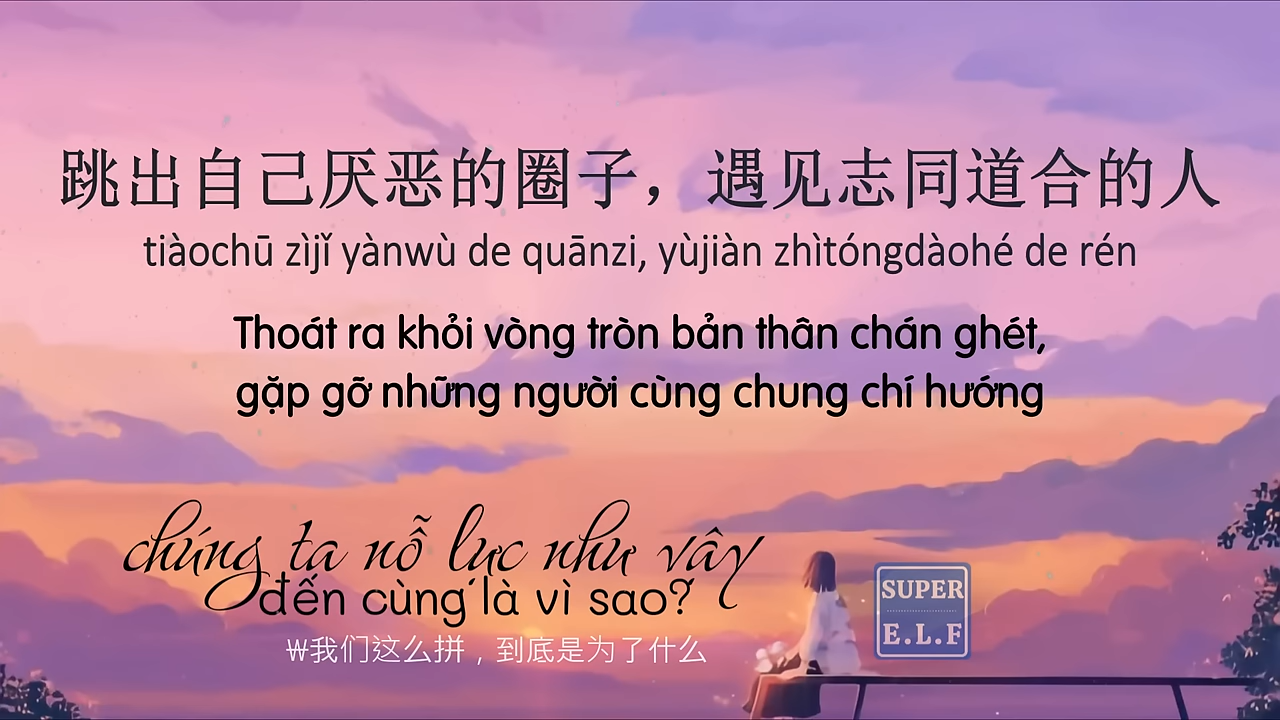 跳出自己厌恶的圈子，遇见志同道合的人
tiàochū zìjǐ yànwù de quānzi, yùjiàn zhìtóngdàohé de rén
Thoát ra khỏi vòng tròn bản thân chán ghét,
gặp gỡ những người cùng chung chí hướng
chúng ta nỗ lực như vậy
đến cùng là vì sao?
₩我们这么拼，到底是为了什么
SUPER
E.L.F